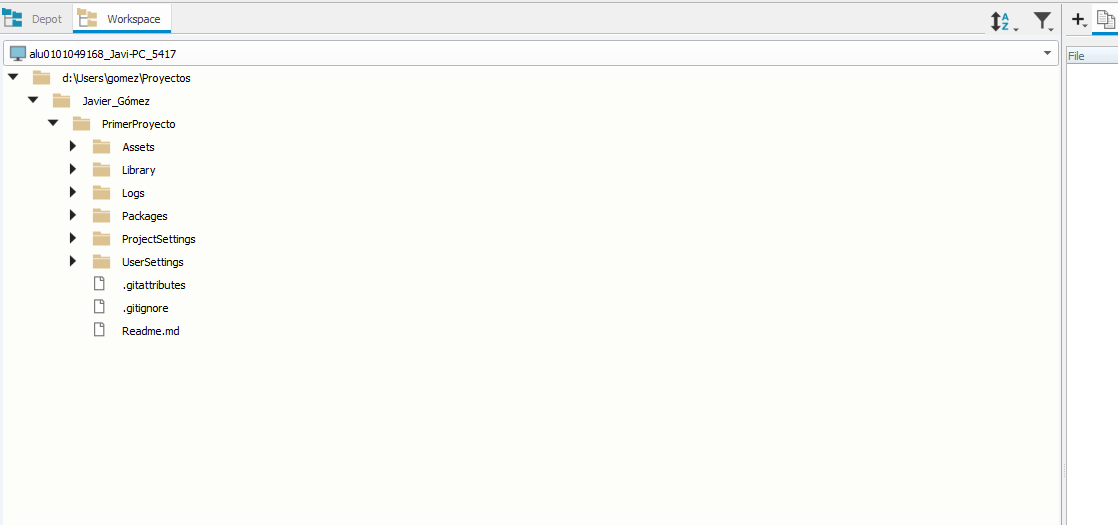 Depot Workspace
alu0101049168_Javi-PC_5417
File
d:\Users\gomez\Proyectos
Javier_Gómez
PrimerProyecto
Assets
Library
Logs
Packages
ProjectSettings
UserSettings
.gitattributes
.gitignore
Readme.md